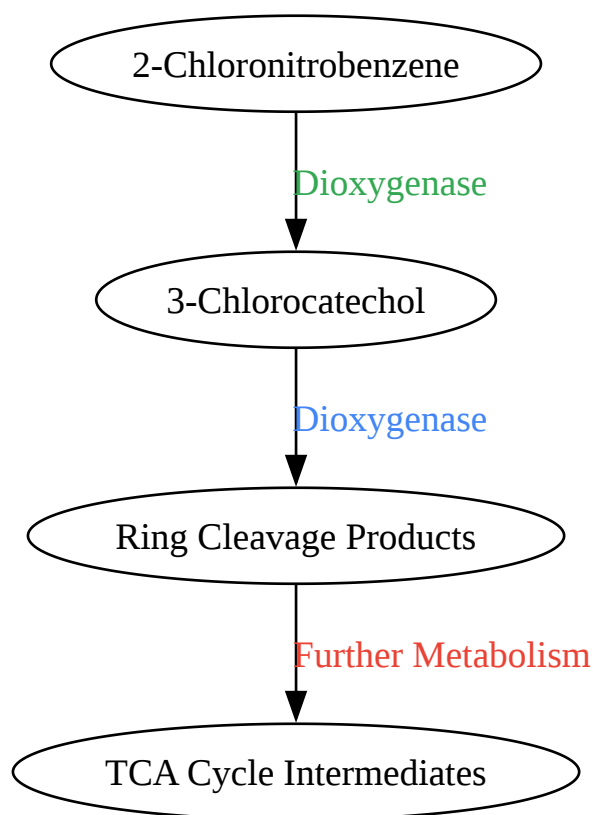 2-Chloronitrobenzene
Dioxygenase
3-Chlorocatechol
Dioxygenase
Ring Cleavage Products
Further Metabolism
TCA Cycle Intermediates